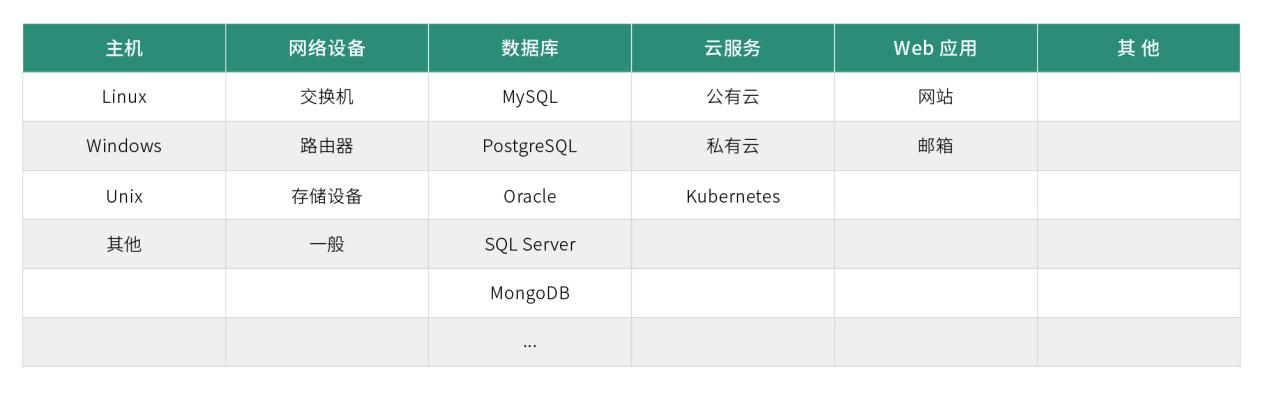 主机 网络设备 数据库 云服务 Web 应用 其 他
Linux 交换机 MySQL 公有云 网站
Windows 路由器 PostgreSQL 私有云 邮箱
Unix 存储设备 Oracle Kubernetes
其他 一般 SQL Server
MongoDB
...